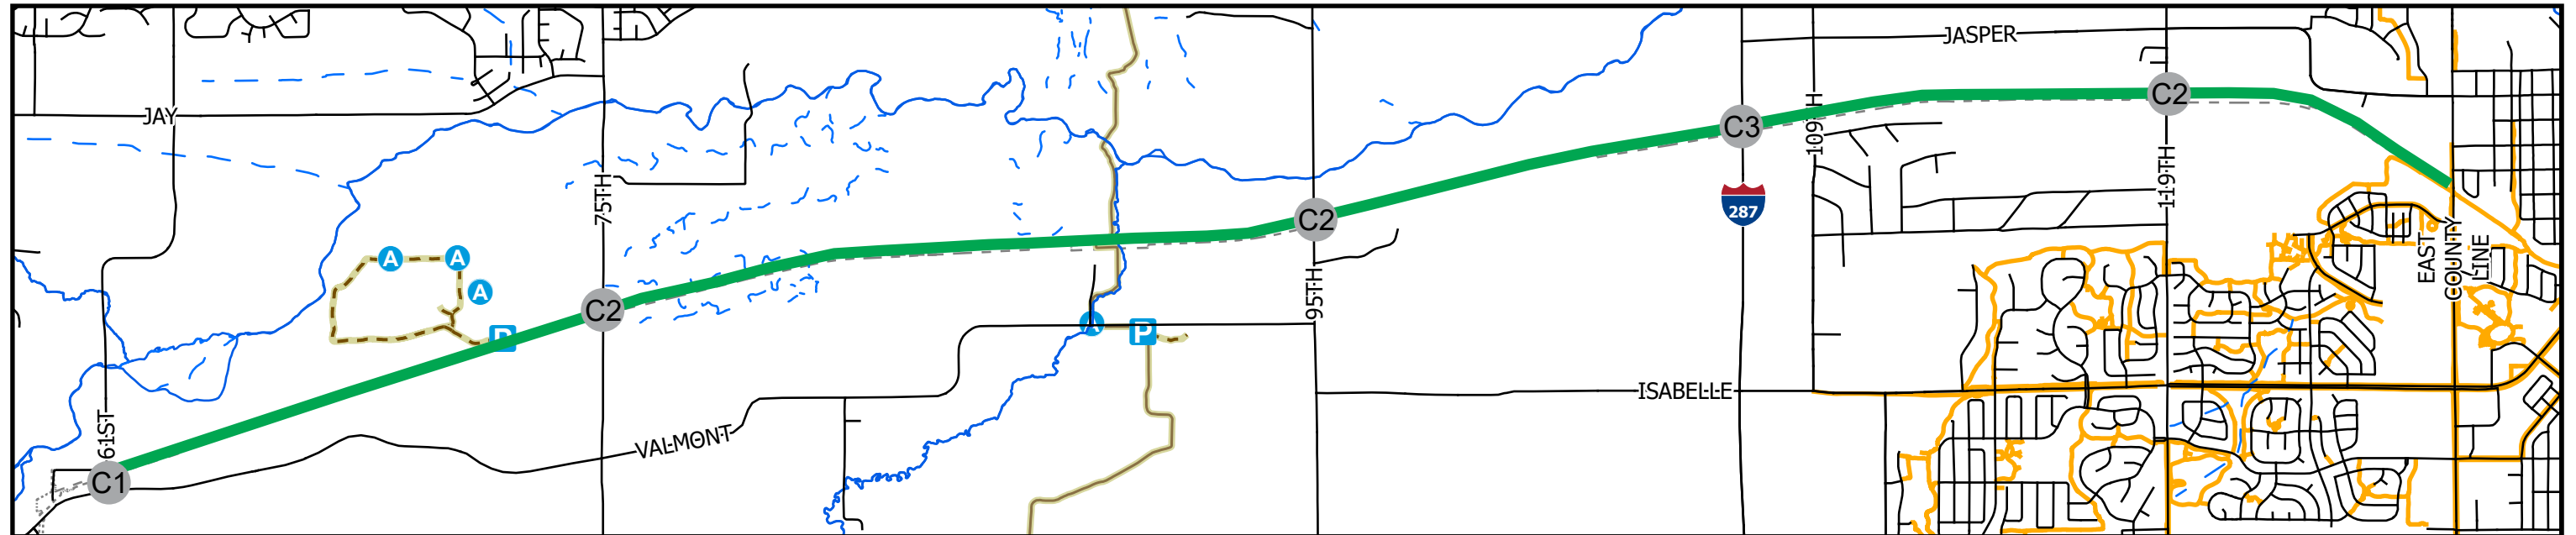 JASPER
C2
JAY
C3
109TH
119TH
75TH
287
C2
A
A
A
EAST
COUNTY
LINE
C2
95TH
A
P
P
ISABELLE
61ST
VALMONT
C1